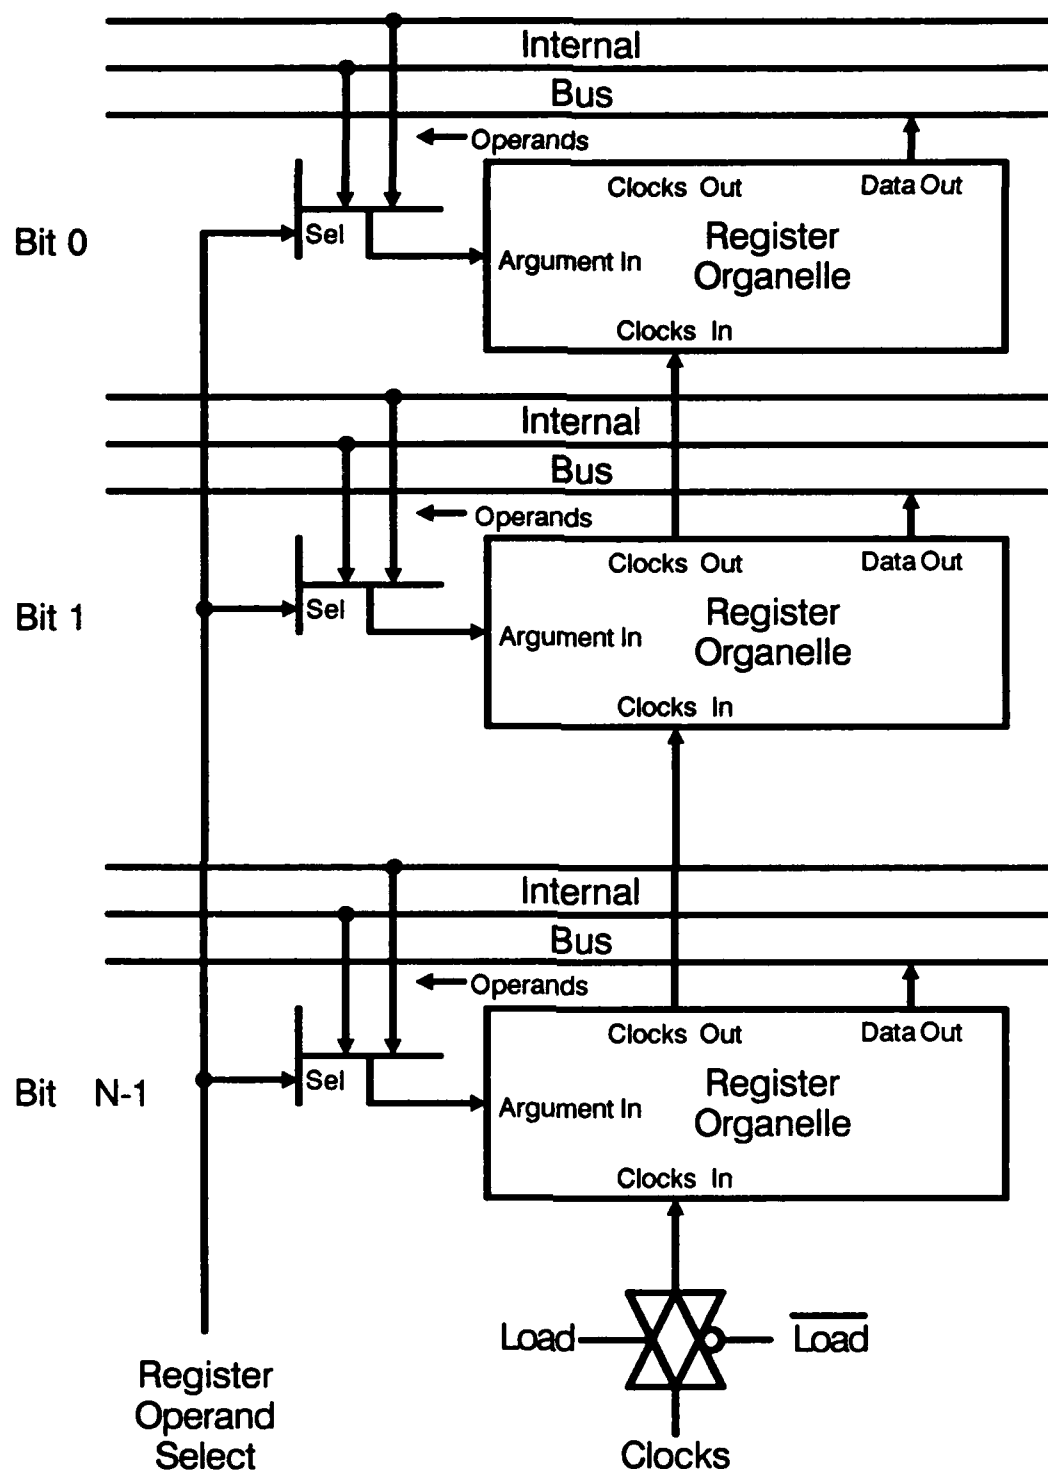 Internal
Bus
Operands
Clocks Out Data Out
Bit 0
Sel
Register
Organelle
Argument In
Clocks In
Internal
Bus
Operands
Clocks Out Data Out
Bit 1
Sel
Register
Organelle
Argument In
Clocks In
Internal
Bus
Operands
Clocks Out Data Out
Bit N-1
Sel
Register
Organelle
Argument In
Clocks In
Load Load
Register
Operand
Select
Clocks